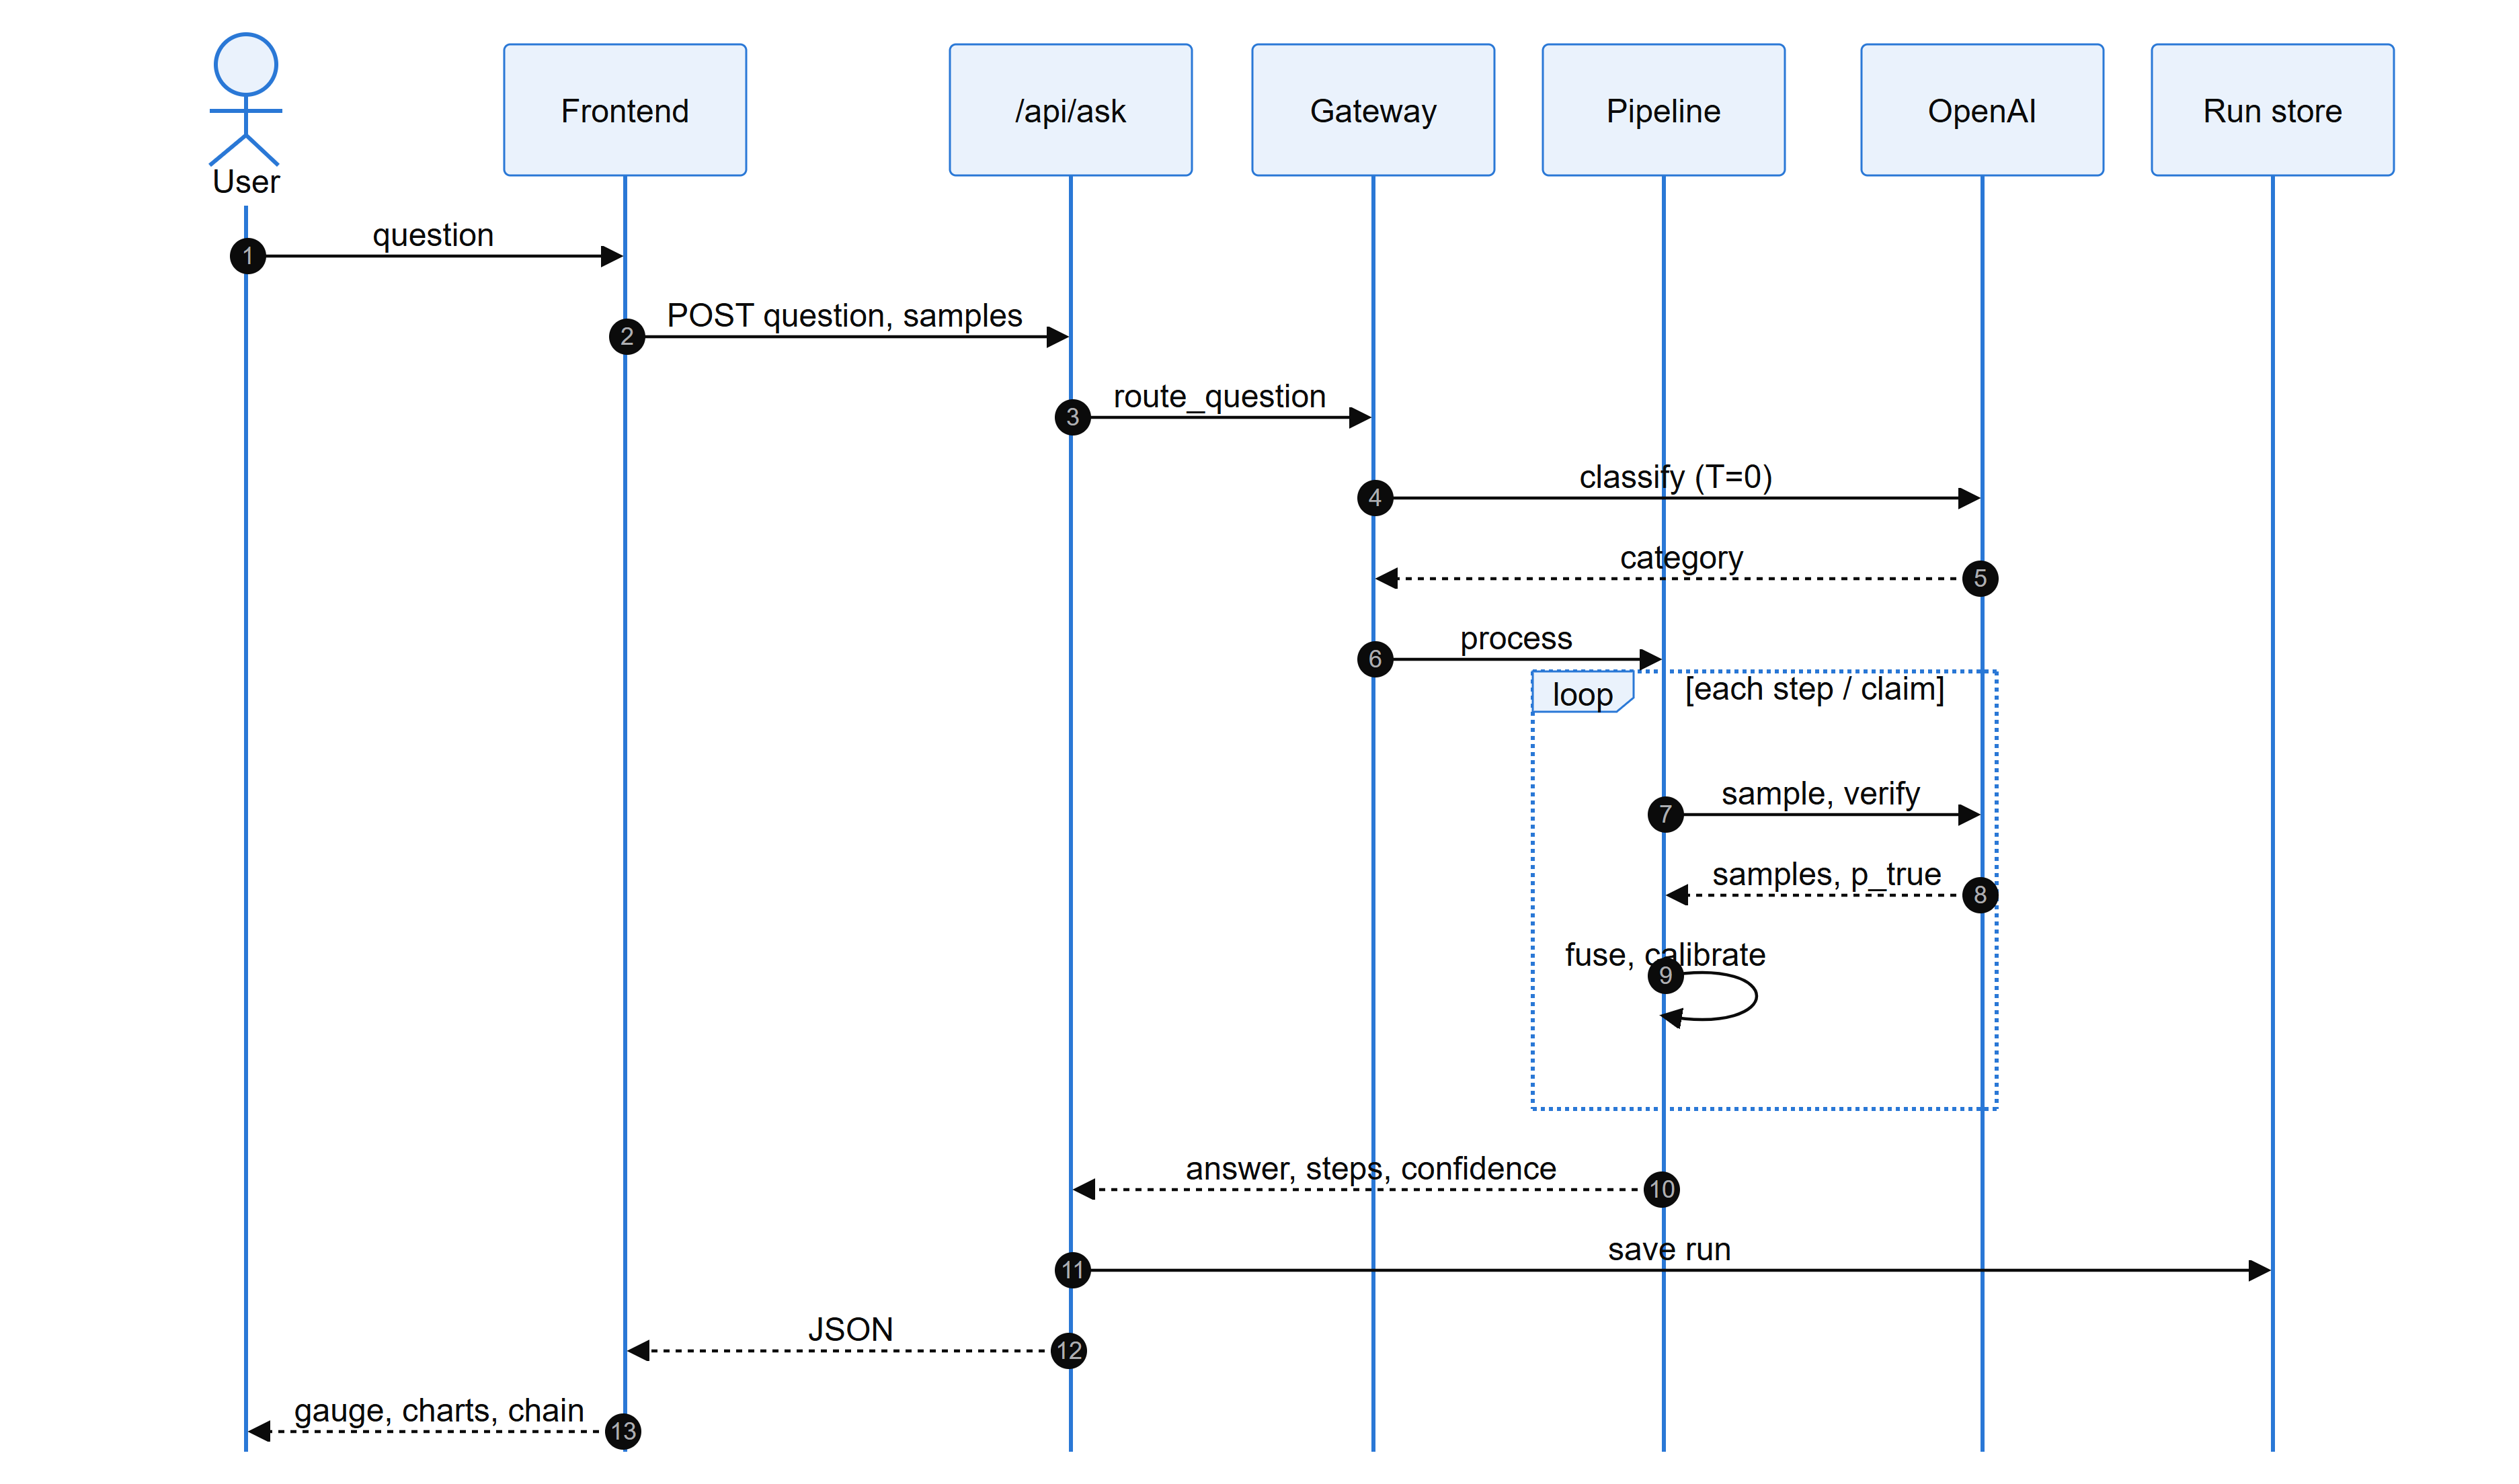 User
Frontend
/api/ask
Gateway
Pipeline
OpenAI
Run store
1
question
2
POST question, samples
3
route_question
4
classify (T=0)
category
5
6
process
loop
[each step / claim]
7
sample, verify
samples, p_true
8
fuse, calibrate
9
answer, steps, confidence
10
11
save run
JSON
12
gauge, charts, chain
13